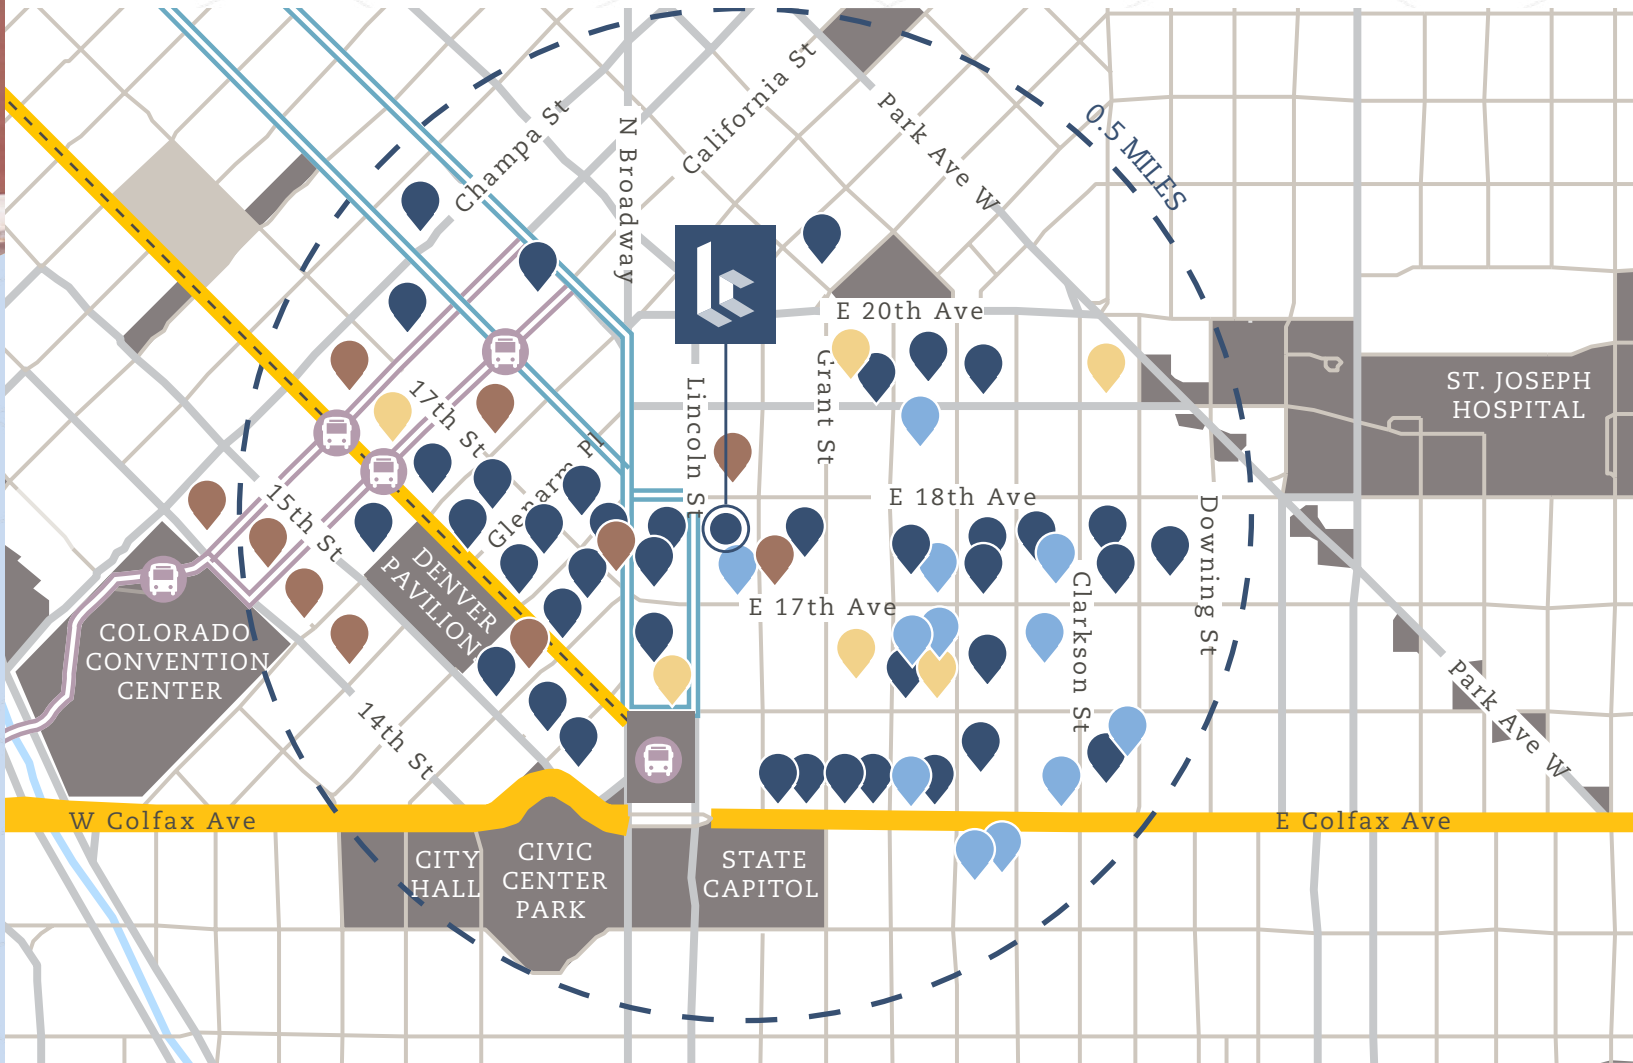 Champa St
N Broadway
California St
Park Ave W
0.5 MILES
E 20th Ave
Grant St
17th St
Lincoln St
Glenarm Pl
15th St
ST. JOSEPH
HOSPITAL
E 18th Ave
Downing St
DENVER
PAVILION
E 17th Ave
Clarkson St
COLORADO
CONVENTION
CENTER
14th St
Park Ave W
W Colfax Ave
E Colfax Ave
CITY
HALL
CIVIC
CENTER
PARK
STATE
CAPITOL